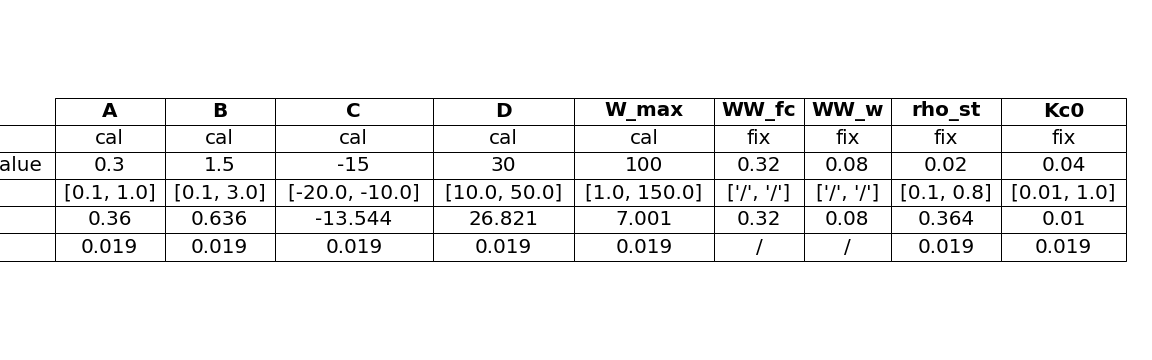 A B C D W_max WW_fc WW_w rho_st Kc0
cal cal cal cal cal fix fix fix fix
alue 0.3 1.5 -15 30 100 0.32 0.08 0.02 0.04
[0.1, 1.0] [0.1, 3.0] [-20.0, -10.0] [10.0, 50.0] [1.0, 150.0] ['/', '/'] ['/', '/'] [0.1, 0.8] [0.01, 1.0]
0.36 0.636 -13.544 26.821 7.001 0.32 0.08 0.364 0.01
0.019 0.019 0.019 0.019 0.019 / / 0.019 0.019